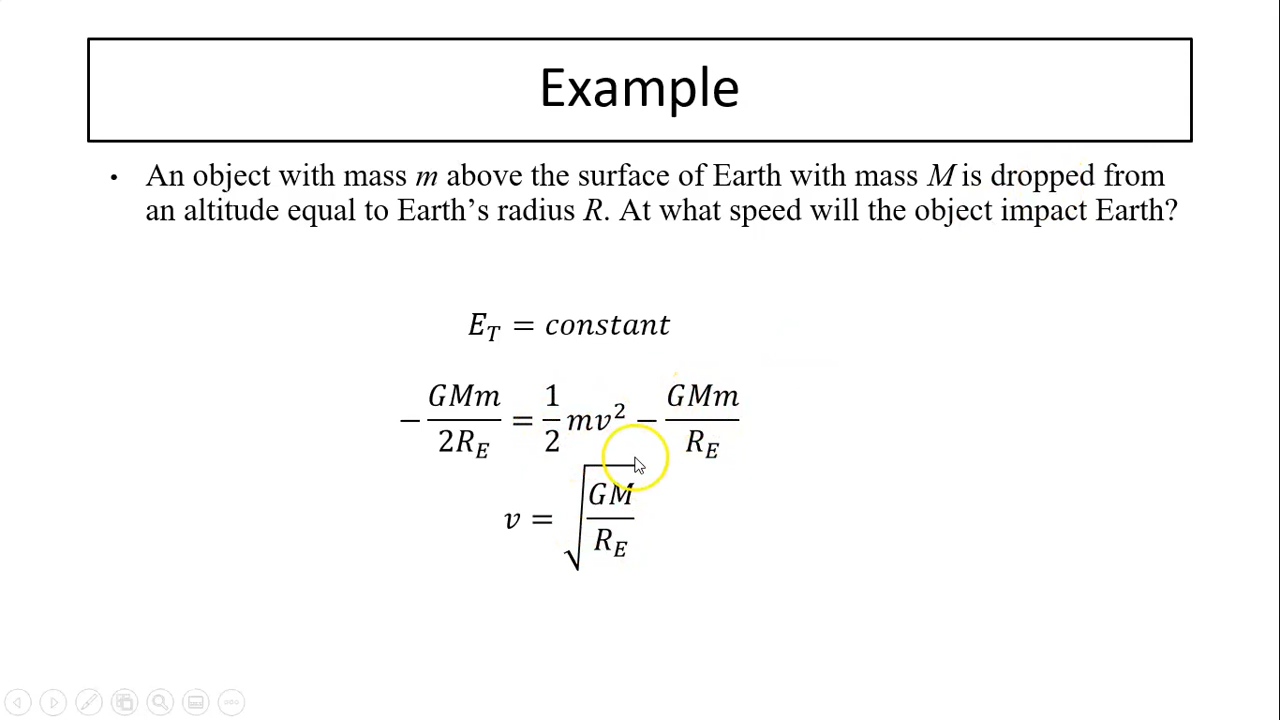 Example
• An object with mass m above the surface of Earth with mass M is dropped from
an altitude equal to Earth’s radius R. At what speed will the object impact Earth?
E_T = constant
−GMm/2R_E = 1/2 mv² − GMm/R_E
v = √(GM/R_E)